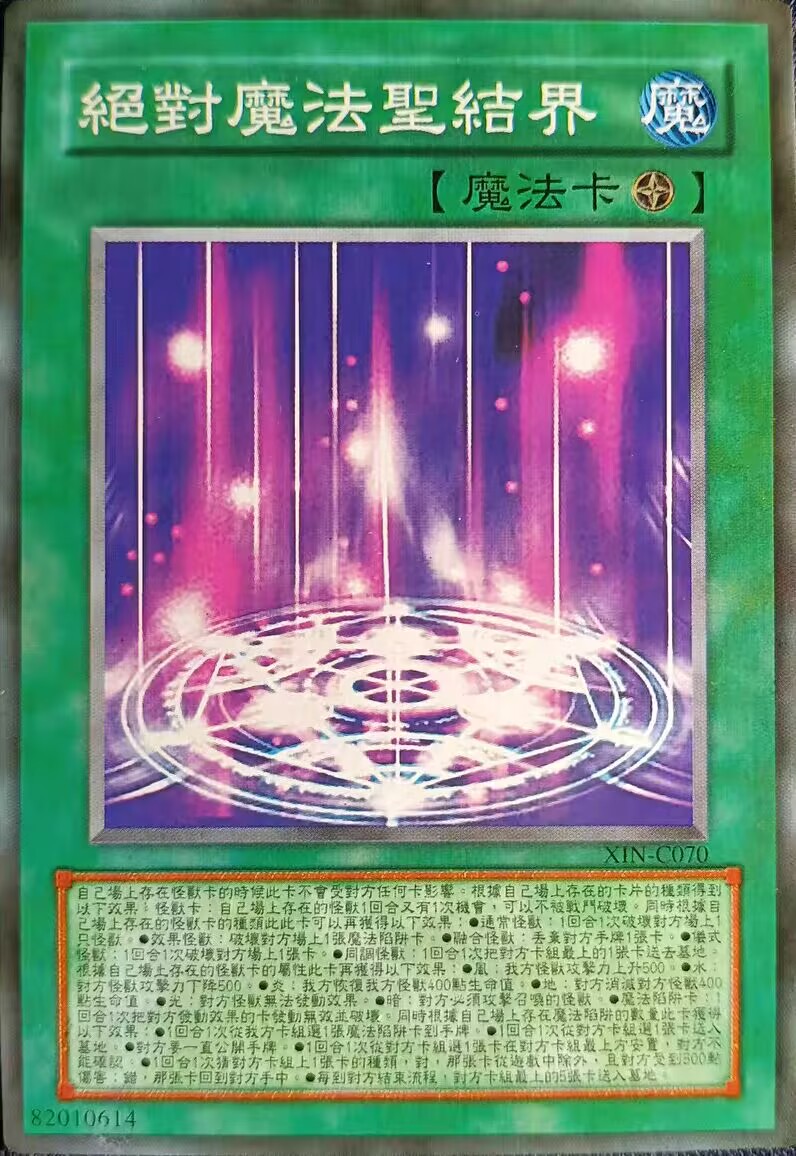 絕對魔法聖結界 魔
【魔法卡】
XIN-C070
自己場上存在怪獸卡的時候此卡不會受對方任何卡影響。根據自己場上存在的卡片的種類得到
以下效果:怪獸卡:自己場上存在的怪獸1回合又有1次機會,可以不被戰鬥破壞。同時根據自
己場上存在的怪獸卡的種類此卡可以再獲得以下效果:●通常怪獸:1回合1次破壞對方場上1
只怪獸。●效果怪獸:破壞對方場上1張魔法陷阱卡。●融合怪獸:丟棄對方手牌1張卡。●儀式
怪獸:1回合1次破壞對方場上1張卡。●同調怪獸:1回合1次把對方卡組最上的1張卡送去墓地。
根據自己場上存在的怪獸卡的屬性此卡再獲得以下效果:●風:我方怪獸攻擊力上升500。●水:
對方怪獸攻擊力下降500。●炎:我方恢復我方怪獸400點生命值。●地:對方消減對方怪獸400
點生命值。●光:對方怪獸無法發動效果。●暗:對方必須攻擊召喚的怪獸。●魔法陷阱卡:1
回合1次把對方發動效果的卡發動無效並破壞。同時根據自己場上存在魔法陷阱的數量此卡獲得
以下效果:●1回合1次從我方卡組選1張魔法陷阱卡到手牌。●1回合1次從對方卡組選1張卡送入
墓地。●對方要一直公開手牌。●1回合1次從對方卡組選1張卡在對方卡組最上方安置,對方不
能確認。●1回合1次猜對方卡組上1張卡的種類,對,那張卡從遊戲中除外,且對方受到500點
傷害;錯,那張卡回到對方手中。●每到對方結束流程,對方卡組最上的5張卡送入墓地。
82010614